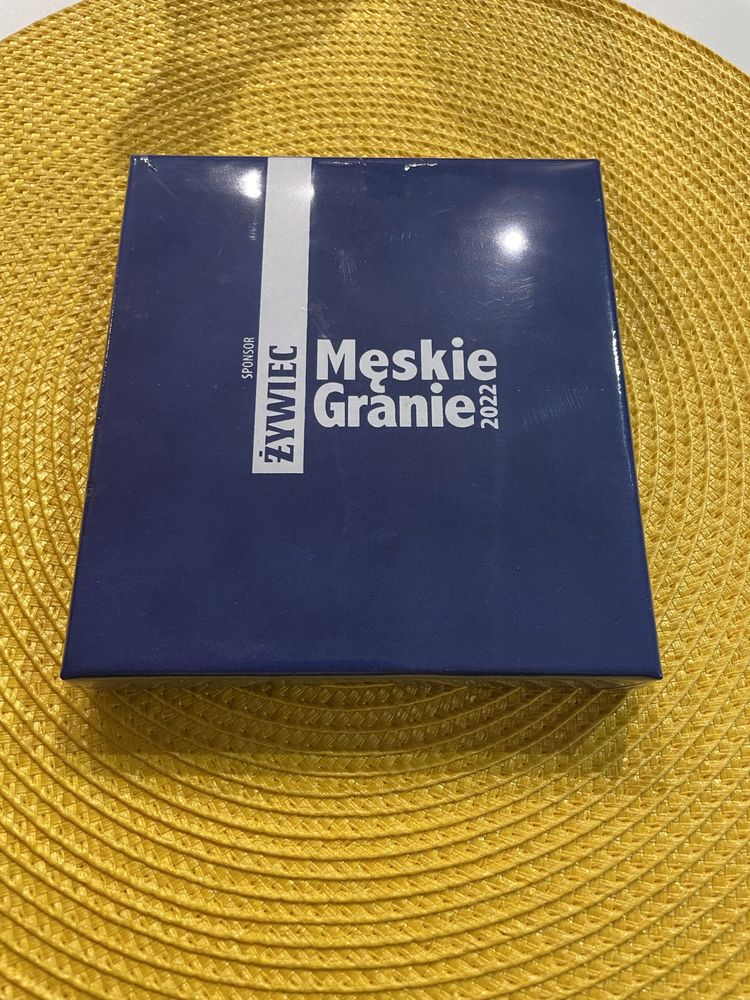 SPONSOR
ŻYWIEC
Męskie
Granie
2022